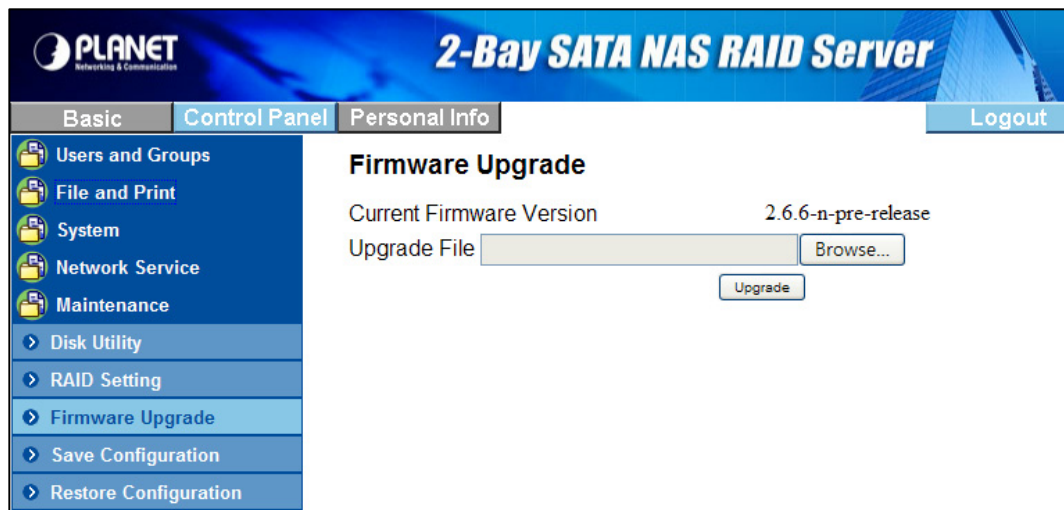 PLANET
Networking & Communication
2-Bay SATA NAS RAID Server
Basic
Control Panel
Personal Info
Logout
Users and Groups
File and Print
System
Network Service
Maintenance
Disk Utility
RAID Setting
Firmware Upgrade
Save Configuration
Restore Configuration
Firmware Upgrade
Current Firmware Version 2.6.6-n-pre-release
Upgrade File Browse...
Upgrade